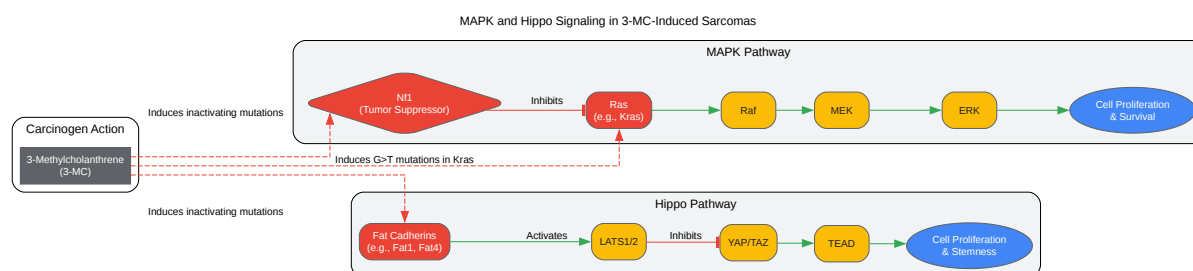 MAPK and Hippo Signaling in 3-MC-Induced Sarcomas
MAPK Pathway
Nf1
(Tumor Suppressor)
Inhibits
Ras
(e.g., Kras)
Raf
MEK
ERK
Cell Proliferation
& Survival
Induces inactivating mutations
Carcinogen Action
3-Methylcholanthrene
(3-MC)
Induces G>T mutations in Kras
Induces inactivating mutations
Hippo Pathway
Fat Cadherins
(e.g., Fat1, Fat4)
Activates
LATS1/2
Inhibits
YAP/TAZ
TEAD
Cell Proliferation
& Stemness